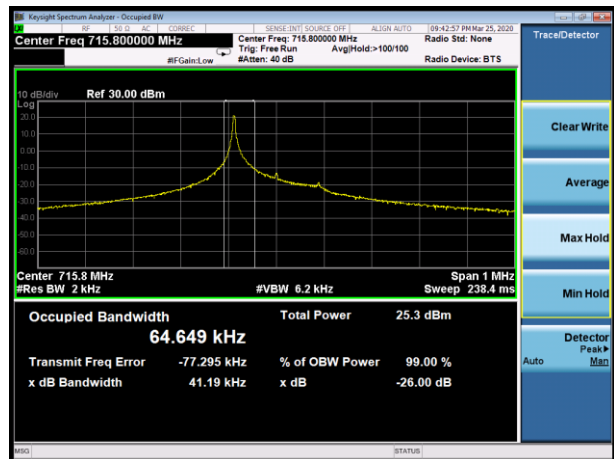 Keysight Spectrum Analyzer - Occupied BW
RF 50 Ω AC CORREC SENSE:INT SOURCE OFF ALIGN AUTO 09:42:57 PM Mar 25, 2020
Center Freq 715.800000 MHz Center Freq: 715.800000 MHz Radio Std: None Trace/Detector
Trig: Free Run Avg|Hold:>100/100
#IFGain:Low #Atten: 40 dB Radio Device: BTS
10 dB/div Ref 30.00 dBm
Log
20.0
10.0
0.00
-10.0
-20.0
-30.0
-40.0
-50.0
-60.0
Clear Write
Average
Max Hold
Min Hold
Center 715.8 MHz Span 1 MHz
#Res BW 2 kHz #VBW 6.2 kHz Sweep 238.4 ms
Occupied Bandwidth Total Power 25.3 dBm
64.649 kHz
Transmit Freq Error -77.295 kHz % of OBW Power 99.00 %
x dB Bandwidth 41.19 kHz x dB -26.00 dB
Detector
Peak▶
Auto Man
MSG STATUS